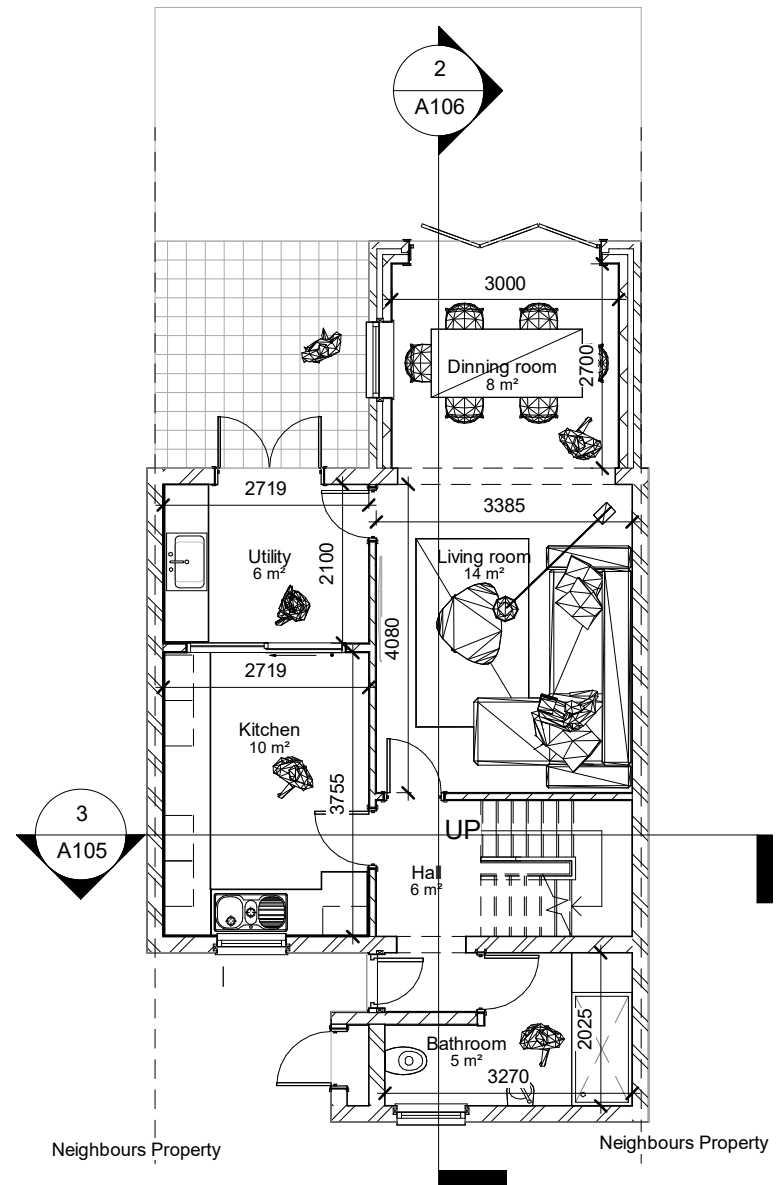 2
A106
3000
Dinning room
8 m²
2700
2719
3385
Utility
6 m²
2100
Living room
14 m²
4080
2719
Kitchen
10 m²
3755
3
A105
UP
Hall
6 m²
Bathroom
5 m²
2025
3270
Neighbours Property
Neighbours Property